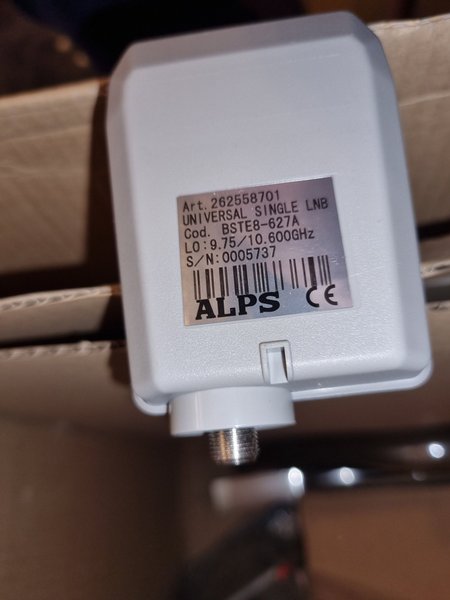 Art. 262558701
UNIVERSAL SINGLE LNB
Cod. BSTE8-627A
LO:9.75/10.600GHz
S/N:0005737
ALPS CE